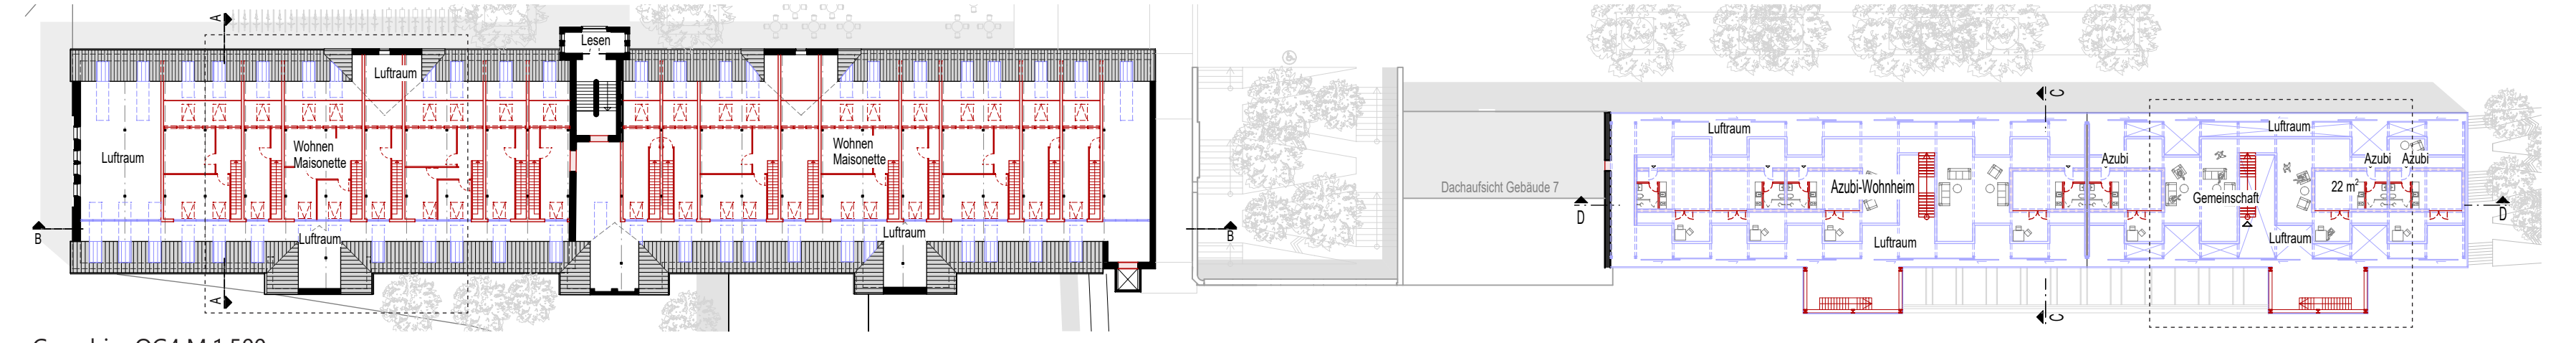 A
Lesen
Luftraum
Luftraum
Wohnen
Maisonette
Wohnen
Maisonette
Luftraum
Luftraum
B
B
A
Dachaufsicht Gebäude 7
D
C
Luftraum
Luftraum
Azubi
Azubi
Azubi
Azubi-Wohnheim
22 m²
Gemeinschaft
Luftraum
Luftraum
D
C